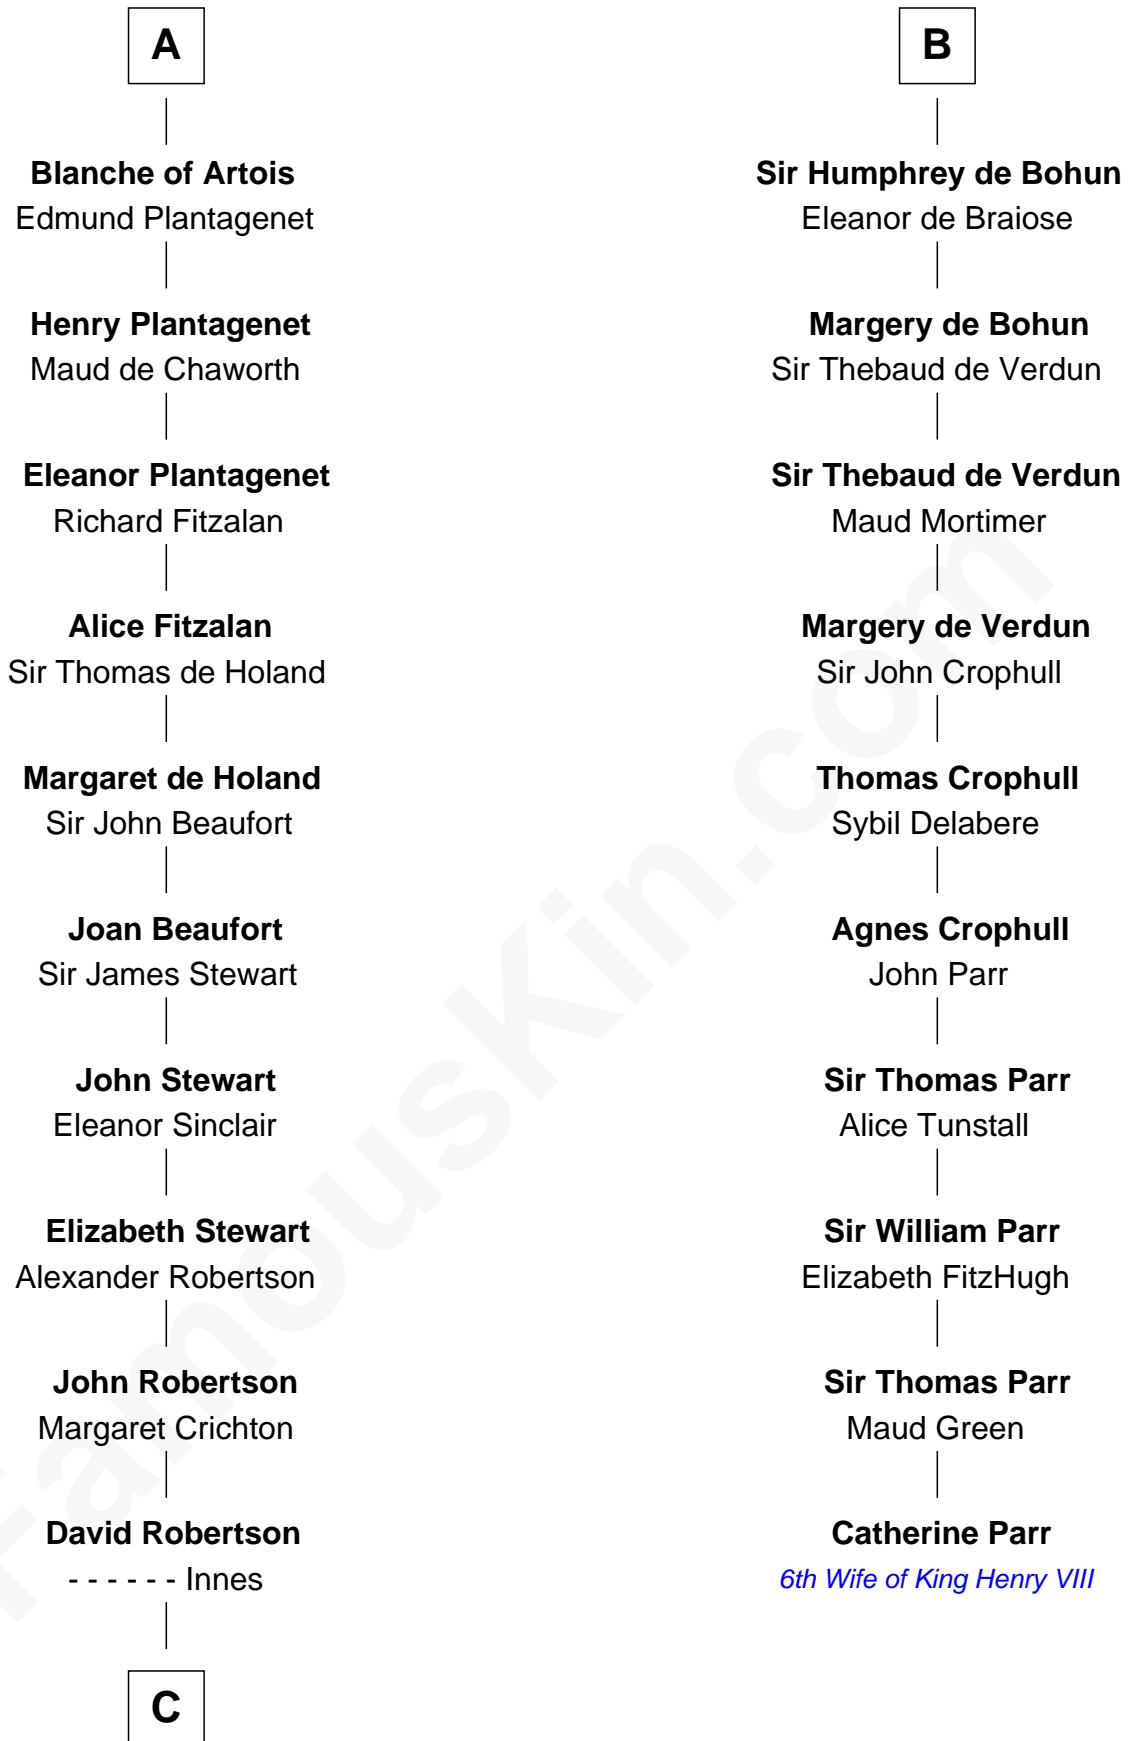 A
Blanche of Artois
Edmund Plantagenet
Henry Plantagenet
Maud de Chaworth
Eleanor Plantagenet
Richard Fitzalan
Alice Fitzalan
Sir Thomas de Holand
Margaret de Holand
Sir John Beaufort
Joan Beaufort
Sir James Stewart
John Stewart
Eleanor Sinclair
Elizabeth Stewart
Alexander Robertson
John Robertson
Margaret Crichton
David Robertson
- - - - - - Innes
C
B
Sir Humphrey de Bohun
Eleanor de Braiose
Margery de Bohun
Sir Thebaud de Verdun
Sir Thebaud de Verdun
Maud Mortimer
Margery de Verdun
Sir John Crophull
Thomas Crophull
Sybil Delabere
Agnes Crophull
John Parr
Sir Thomas Parr
Alice Tunstall
Sir William Parr
Elizabeth FitzHugh
Sir Thomas Parr
Maud Green
Catherine Parr
6th Wife of King Henry VIII
FamousKin.com